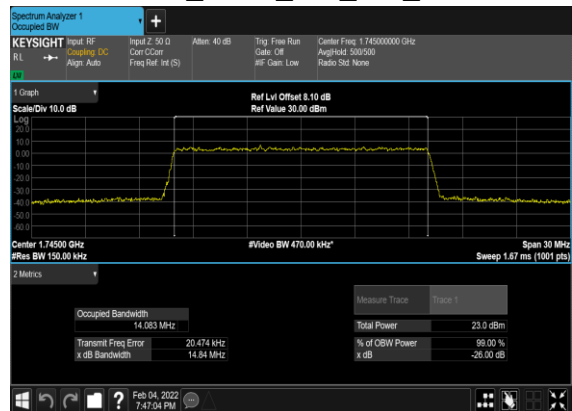 Spectrum Analyzer 1
Occupied BW
+
KEYSIGHT Input: RF Input Z: 50 Ω Atten: 40 dB Trig: Free Run Center Freq: 1.745000000 GHz
RL Coupling: DC Corr CCorr Gate: Off Avg|Hold: 500/500
Align: Auto Freq Ref: Int (S) #IF Gain: Low Radio Std: None
1 Graph
Ref Lvl Offset 8.10 dB
Scale/Div 10.0 dB Ref Value 30.00 dBm
Log
20.0
10.0
0.00
-10.0
-20.0
-30.0
-40.0
-50.0
-60.0
Center 1.74500 GHz #Video BW 470.00 kHz* Span 30 MHz
#Res BW 150.00 kHz Sweep 1.67 ms (1001 pts)
2 Metrics
Measure Trace Trace 1
Occupied Bandwidth
14.083 MHz Total Power 23.0 dBm
Transmit Freq Error 20.474 kHz % of OBW Power 99.00 %
x dB Bandwidth 14.84 MHz x dB -26.00 dB
? Feb 04, 2022
7:47:04 PM